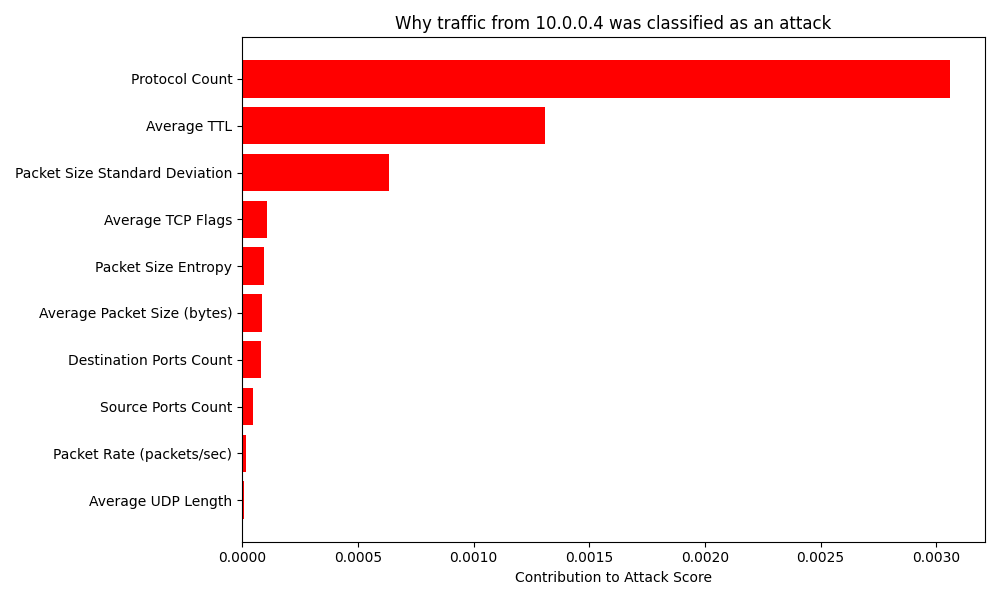 Why traffic from 10.0.0.4 was classified as an attack
Protocol Count
Average TTL
Packet Size Standard Deviation
Average TCP Flags
Packet Size Entropy
Average Packet Size (bytes)
Destination Ports Count
Source Ports Count
Packet Rate (packets/sec)
Average UDP Length
0.0000 0.0005 0.0010 0.0015 0.0020 0.0025 0.0030
Contribution to Attack Score